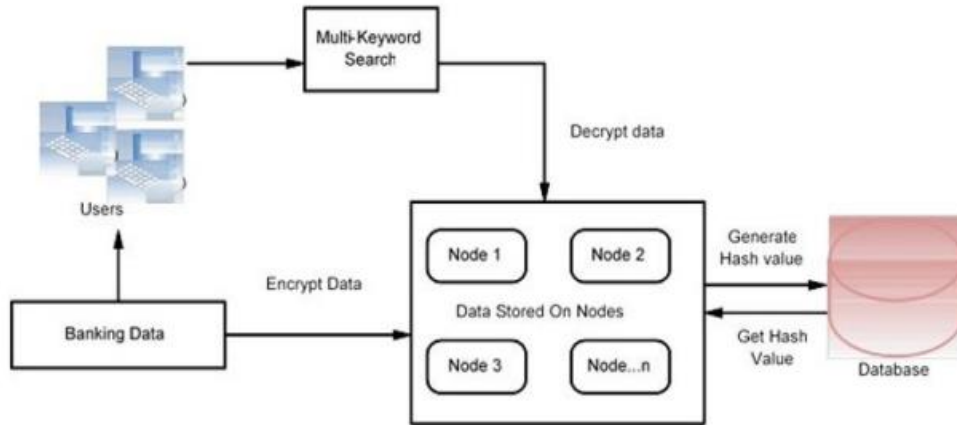 Multi-Keyword
Search
Decrypt data
Users
Node 1
Node 2
Generate
Hash value
Encrypt Data
Data Stored On Nodes
Banking Data
Get Hash
Value
Node 3
Node...n
Database